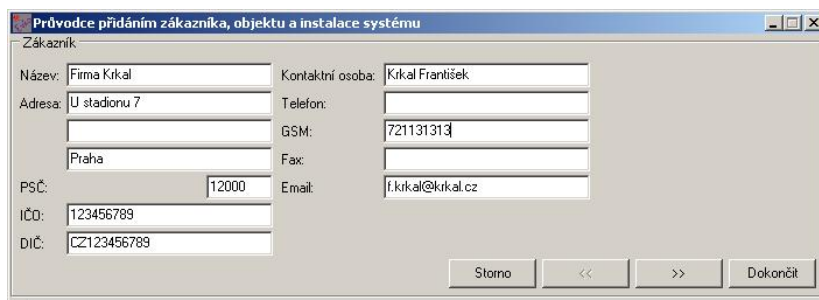 Průvodce přidáním zákazníka, objektu a instalace systému
Zákazník
Název: Firma Krkal Kontaktní osoba: Krkal František
Adresa: U stadionu 7 Telefon:
GSM: 721131313
Praha Fax:
PSČ: 12000 Email: f.krkal@krkal.cz
IČO: 123456789
DIČ: CZ123456789
Storno << >> Dokončit